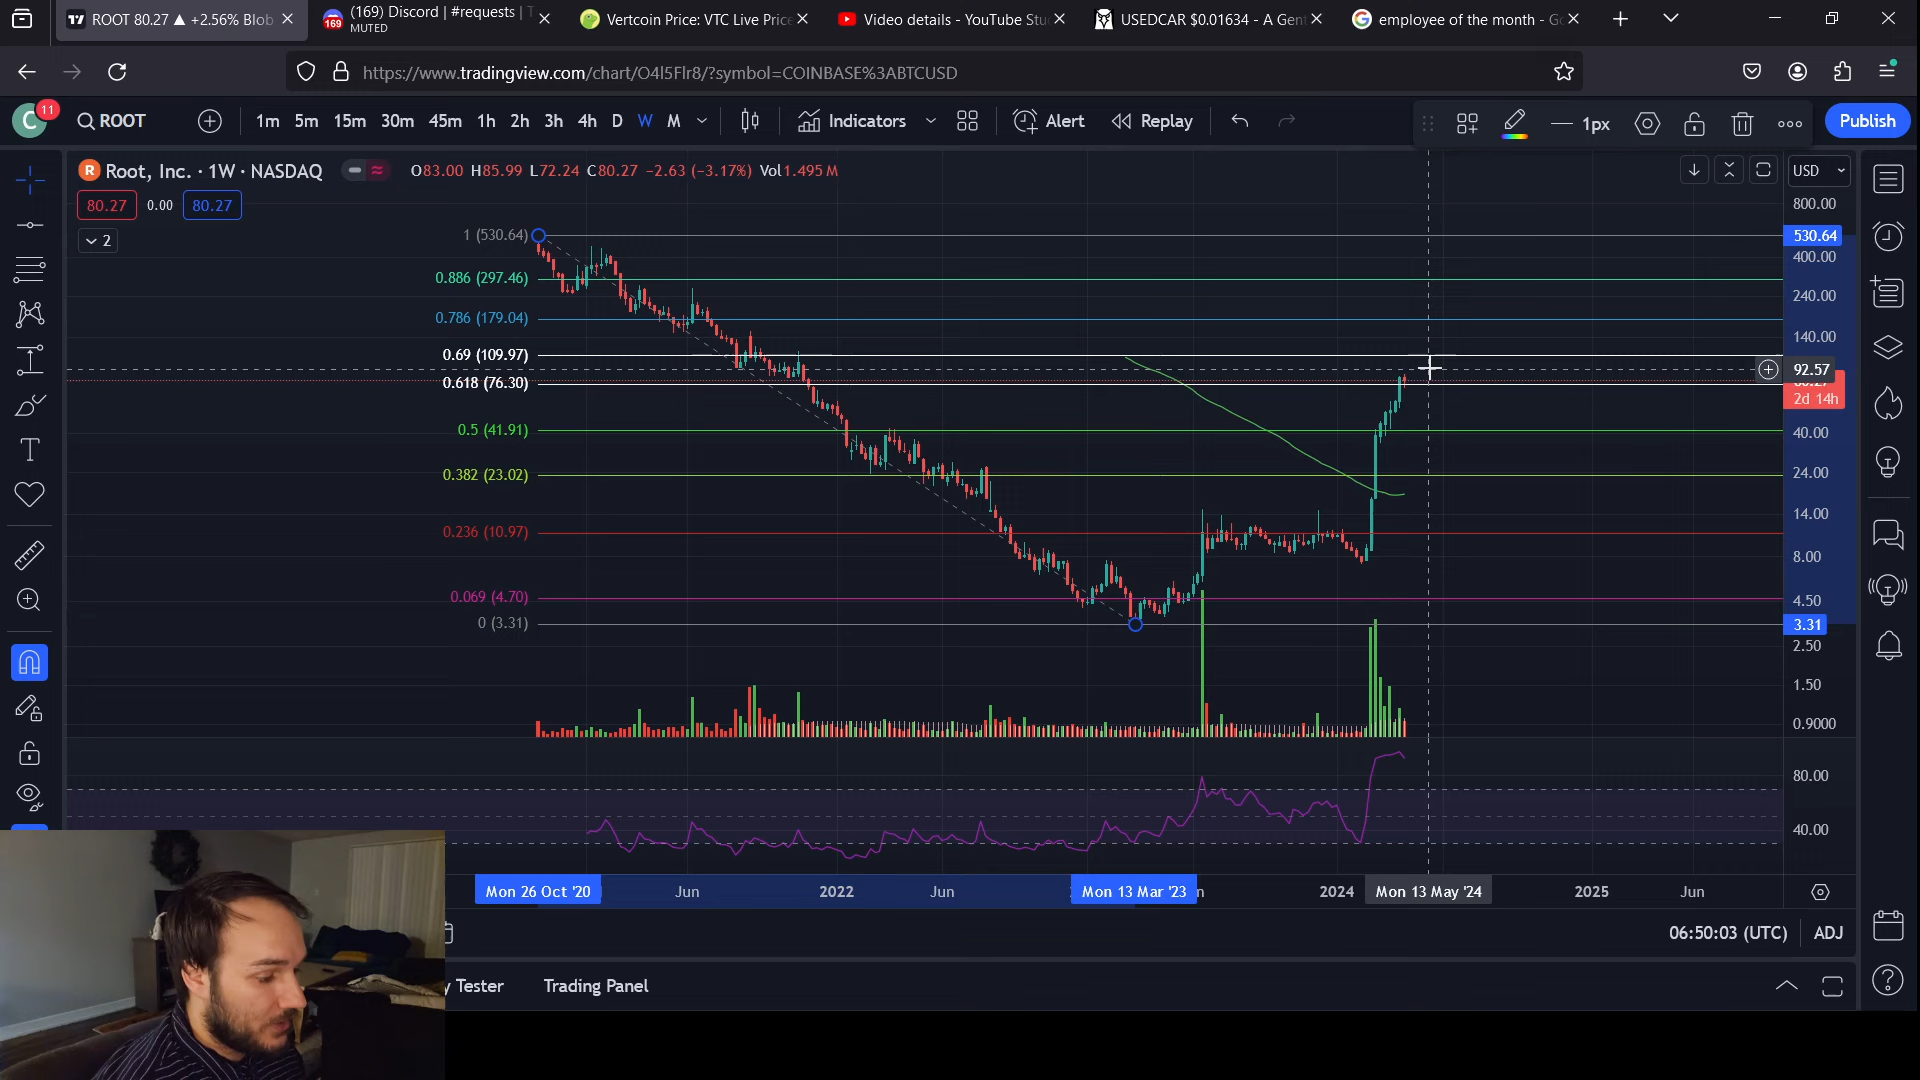 ROOT 80.27 ▲ +2.56% Blob
(169) Discord | #requests | T
MUTED
Vertcoin Price: VTC Live Price
Video details - YouTube Stu
USEDCAR $0.01634 - A Gen
employee of the month - Go
169
https://www.tradingview.com/chart/O4l5Flr8/?symbol=COINBASE%3ABTCUSD
C
11
ROOT
1m 5m 15m 30m 45m 1h 2h 3h 4h D W M
Indicators
Alert
Replay
1px
Publish
R Root, Inc. · 1W · NASDAQ
O83.00 H85.99 L72.24 C80.27 −2.63 (−3.17%) Vol1.495 M
USD
80.27 0.00 80.27
2
800.00
1 (530.64)
530.64
400.00
0.886 (297.46)
240.00
0.786 (179.04)
140.00
0.69 (109.97)
92.57
0.618 (76.30)
2d 14h
0.5 (41.91)
40.00
0.382 (23.02)
24.00
14.00
0.236 (10.97)
8.00
0.069 (4.70)
4.50
0 (3.31)
3.31
2.50
1.50
0.9000
80.00
40.00
Mon 26 Oct '20
Jun
2022
Jun
Mon 13 Mar '23
2024
Mon 13 May '24
2025
Jun
06:50:03 (UTC)
ADJ
y Tester
Trading Panel